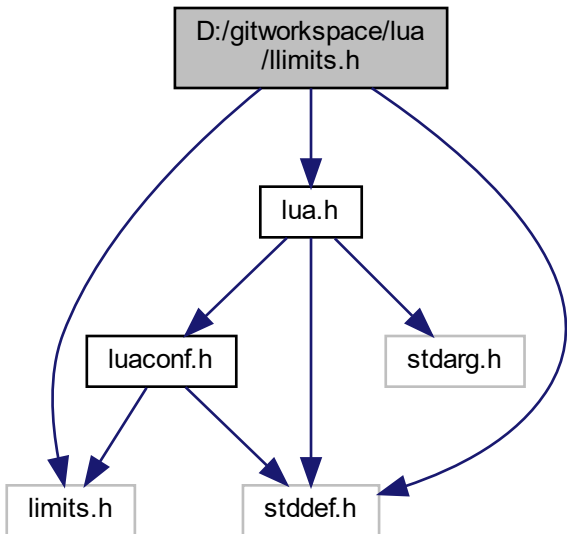 D:/gitworkspace/lua
/llimits.h
lua.h
luaconf.h
stdarg.h
limits.h
stddef.h